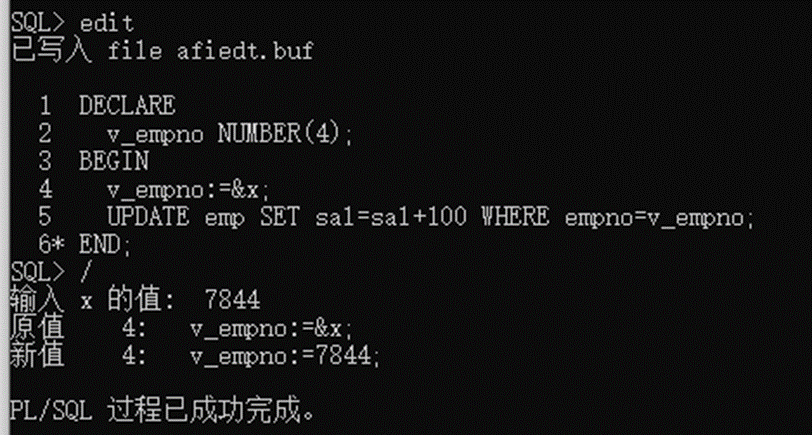 SQL> edit
已写入 file afiedt.buf
1 DECLARE
2 v_empno NUMBER(4);
3 BEGIN
4 v_empno:=&x;
5 UPDATE emp SET sal=sal+100 WHERE empno=v_empno;
6* END;
SQL> /
输入 x 的值: 7844
原值 4: v_empno:=&x;
新值 4: v_empno:=7844;
PL/SQL 过程已成功完成。